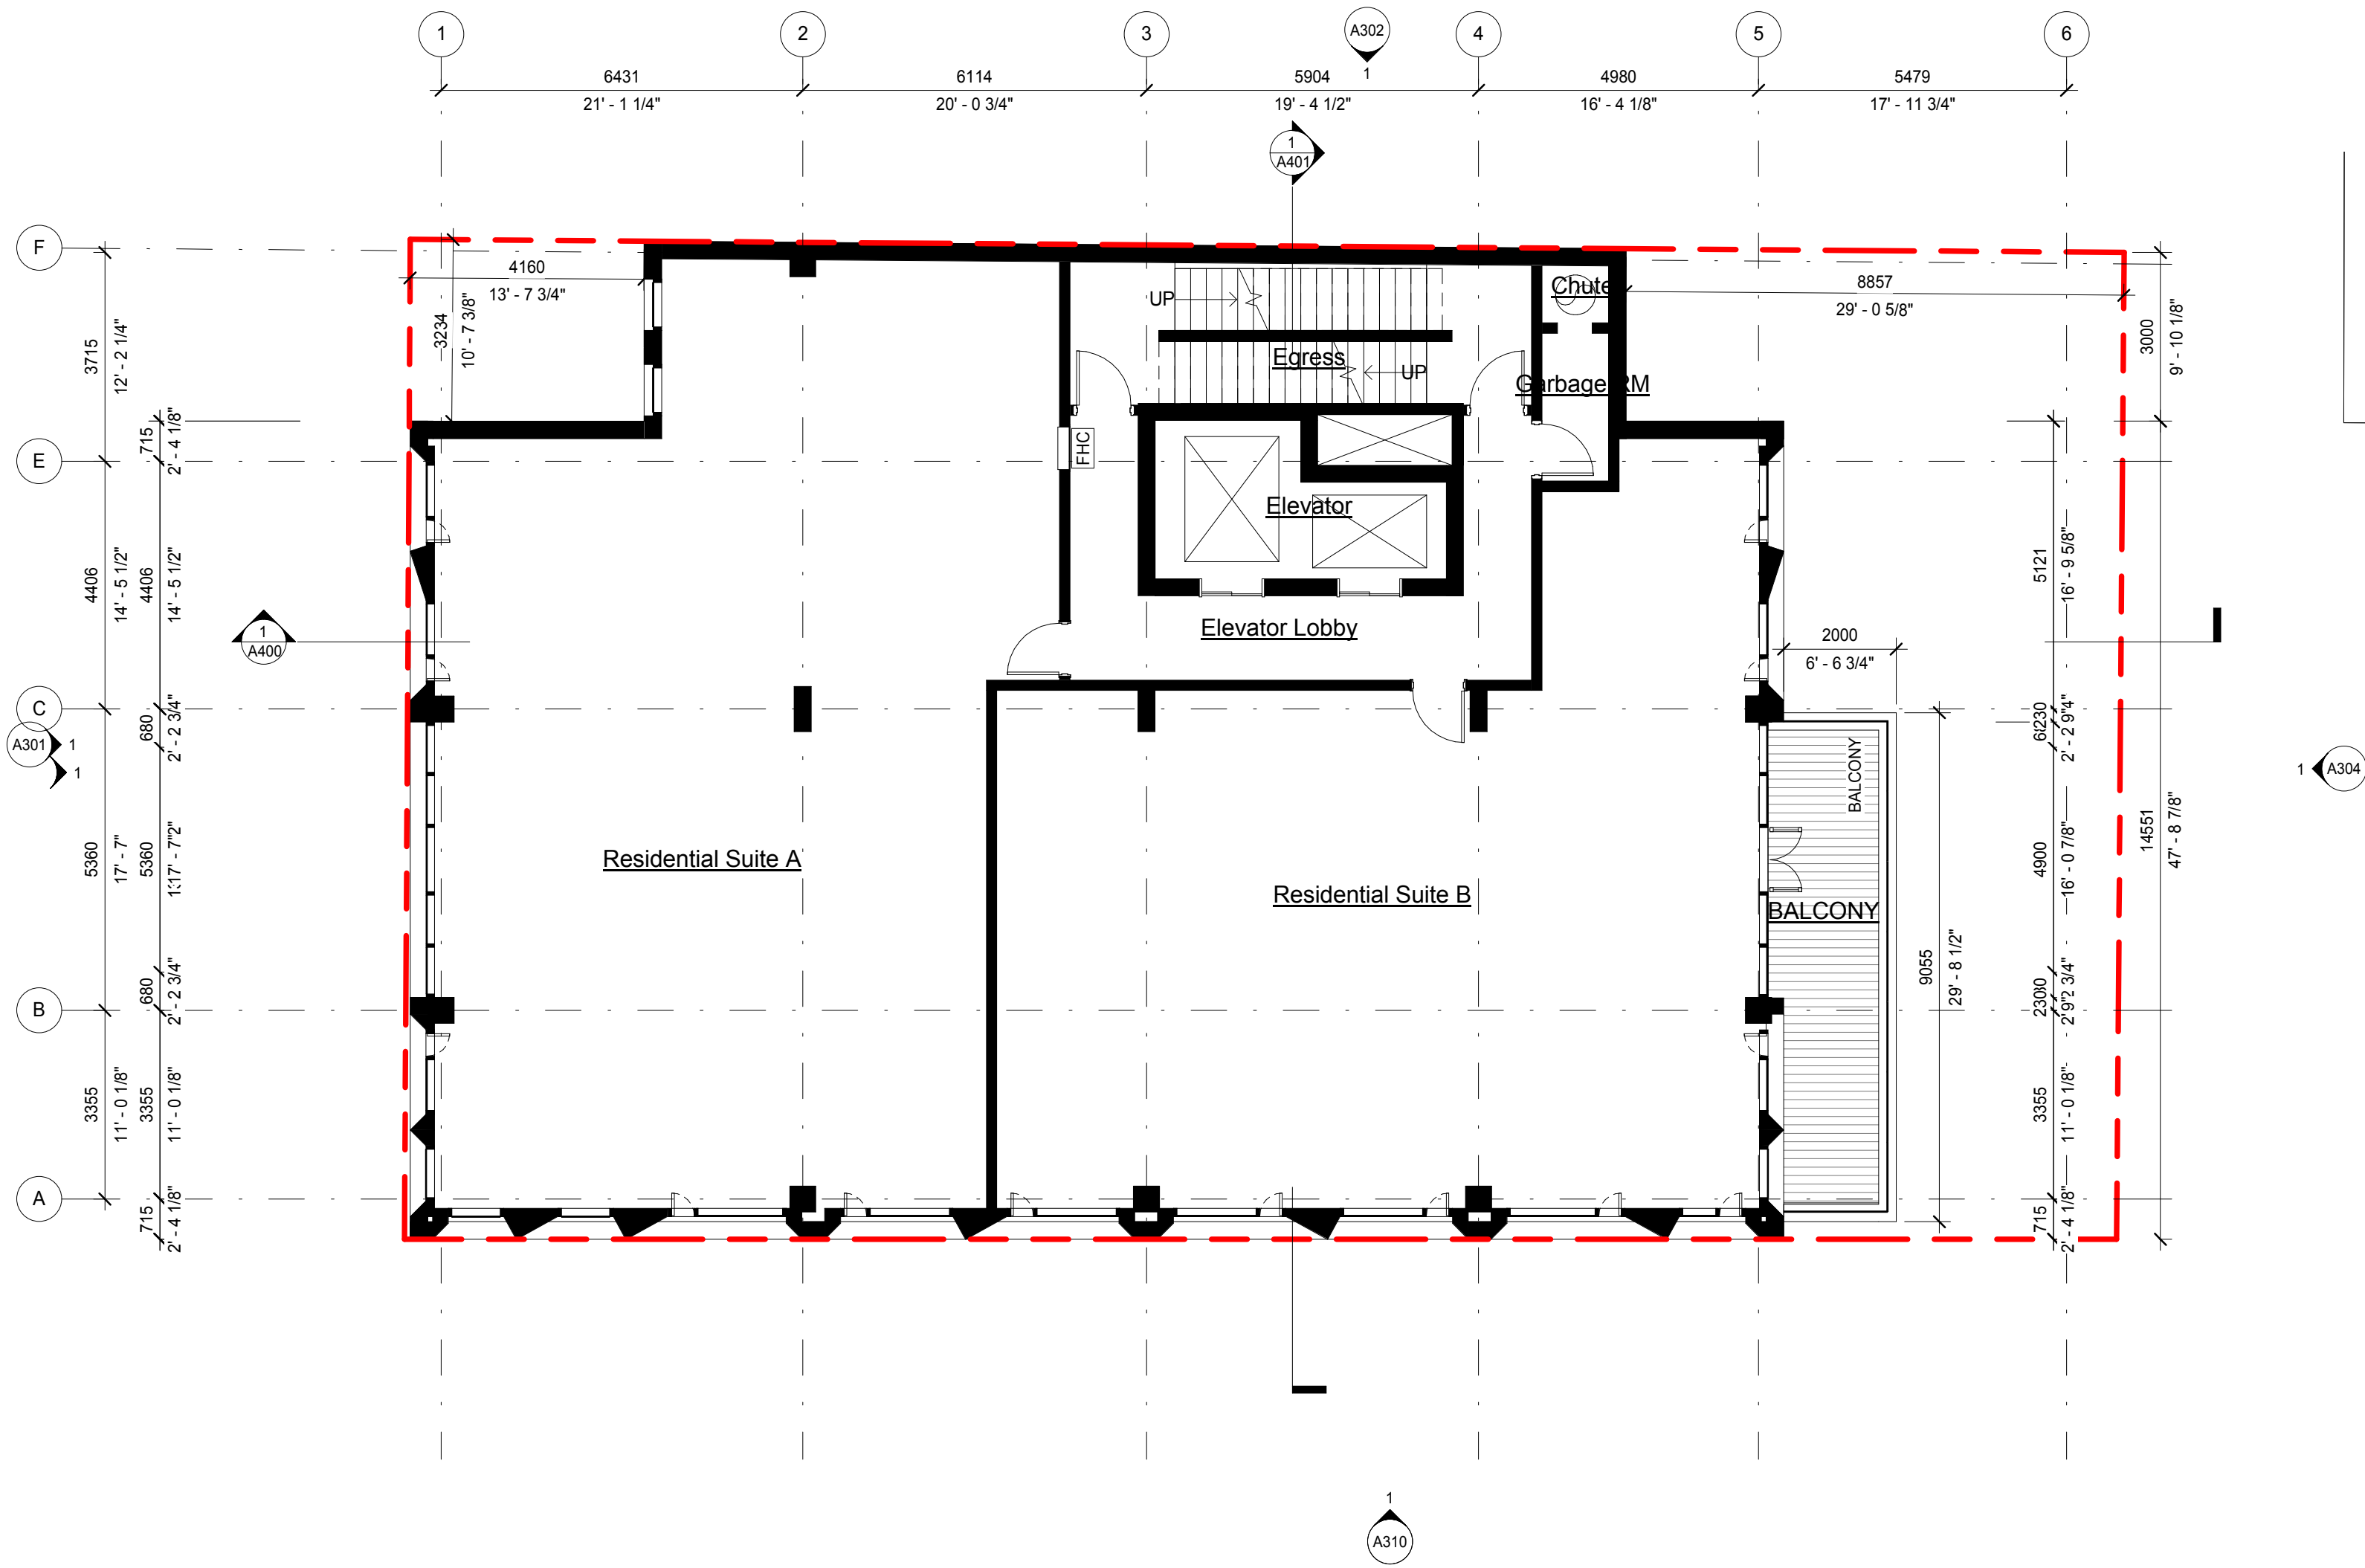 1
2
3
A302
1
4
5
6
6431
21' - 1 1/4"
6114
20' - 0 3/4"
5904
19' - 4 1/2"
4980
16' - 4 1/8"
5479
17' - 11 3/4"
1
A401
F
4160
13' - 7 3/4"
3234
10' - 7 3/8"
UP
Egress
UP
Chute
Garbage RM
8857
29' - 0 5/8"
3000
9' - 10 1/8"
3715
12' - 2 1/4"
715
2' - 4 1/8"
E
FHC
Elevator
Elevator Lobby
4406
14' - 5 1/2"
4406
14' - 5 1/2"
5121
16' - 9 5/8"
1
A400
2000
6' - 6 3/4"
C
A301
1
1
680
2' - 2 3/4"
BALCONY
1
A304
5360
17' - 7"
5360
Residential Suite A
Residential Suite B
BALCONY
9055
29' - 8 1/2"
4900
16' - 0 7/8"
14551
47' - 8 7/8"
680
2' - 2 3/4"
B
3355
11' - 0 1/8"
3355
11' - 0 1/8"
3355
11' - 0 1/8"
A
715
2' - 4 1/8"
715
2' - 4 1/8"
1
A310